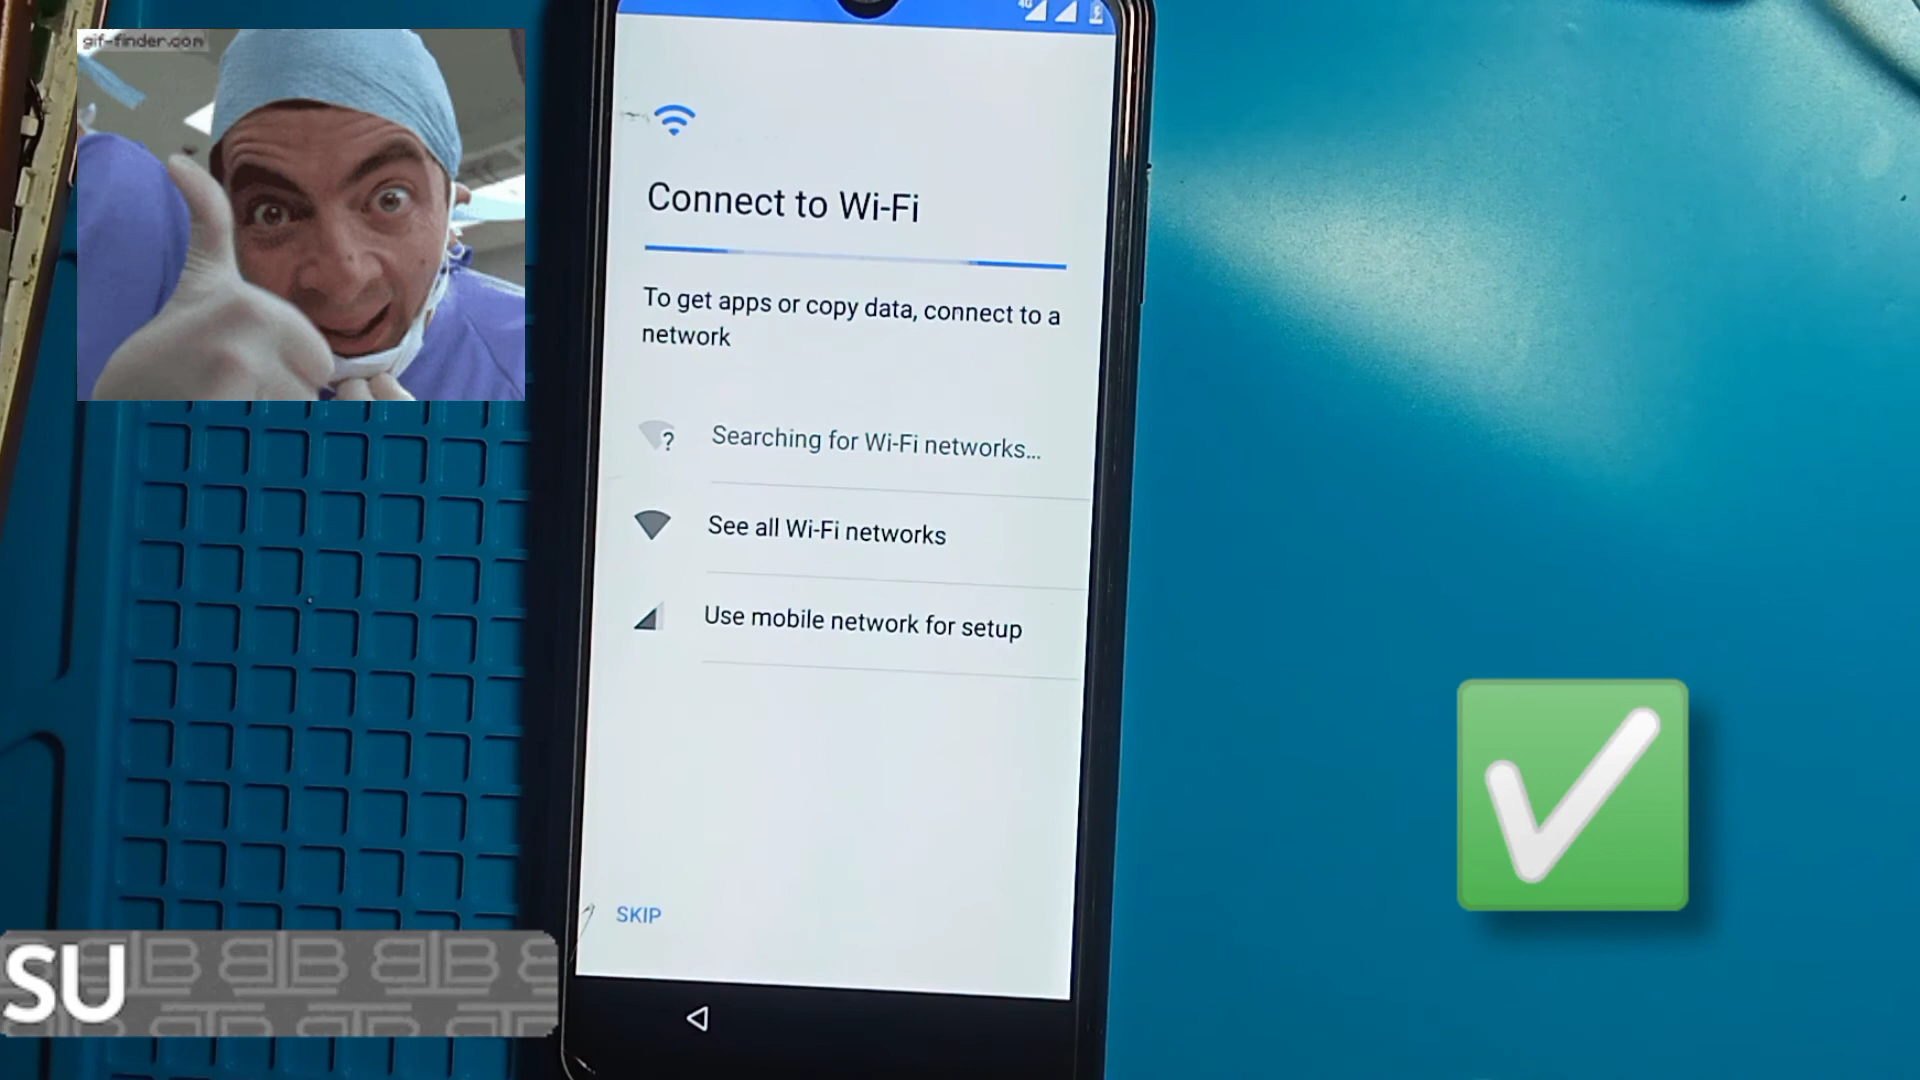 gif-finder.com
4G
Connect to Wi-Fi
To get apps or copy data, connect to a
network
?
Searching for Wi-Fi networks...
See all Wi-Fi networks
Use mobile network for setup
SKIP
SU